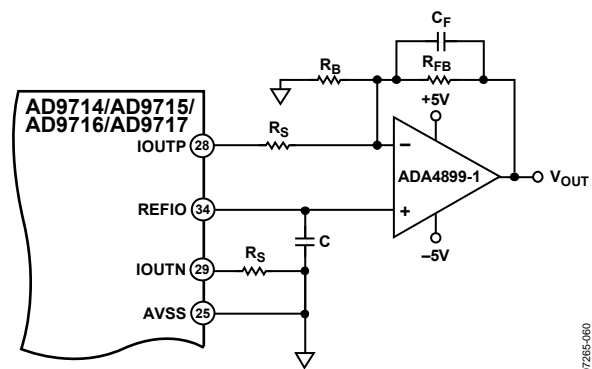 CF
RB
RFB
+5V
AD9714/AD9715/
AD9716/AD9717
RS
IOUTP 28
–
ADA4899-1
VOUT
REFIO 34
+
C
–5V
RS
IOUTN 29
AVSS 25
07265-060